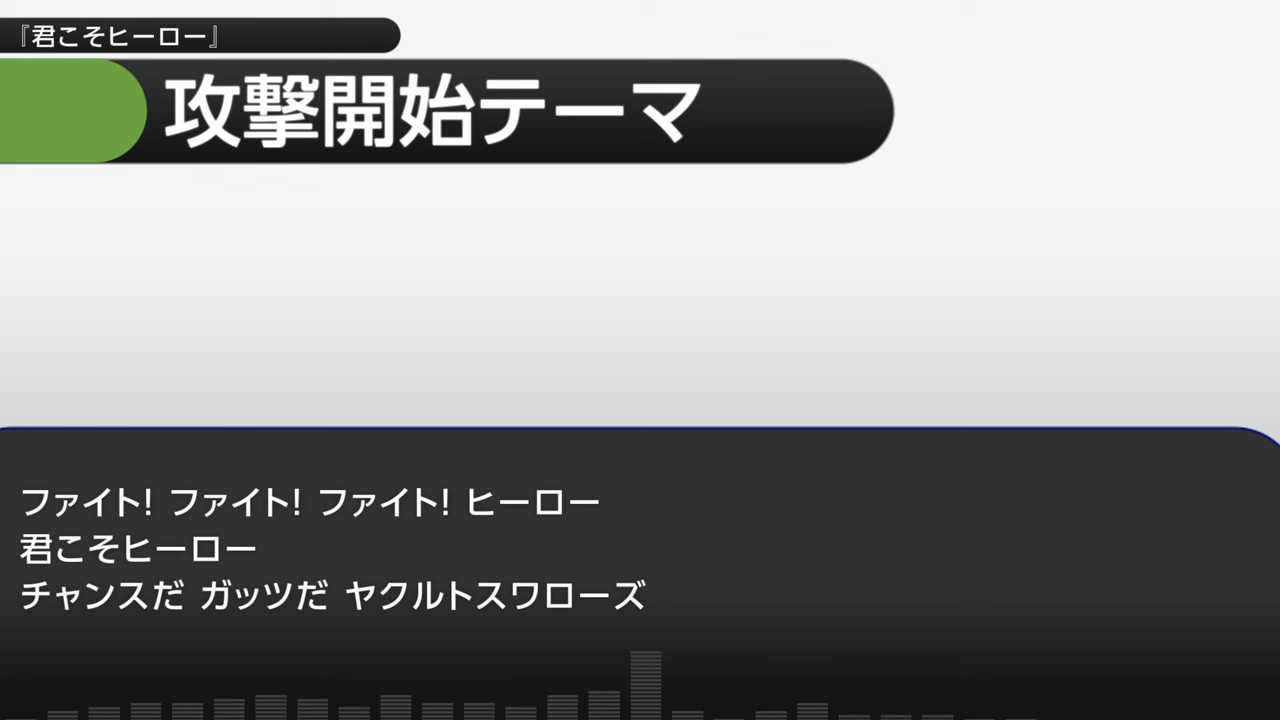 『君こそヒーロー』
攻撃開始テーマ
ファイト! ファイト! ファイト! ヒーロー
君こそヒーロー
チャンスだ ガッツだ ヤクルトスワローズ